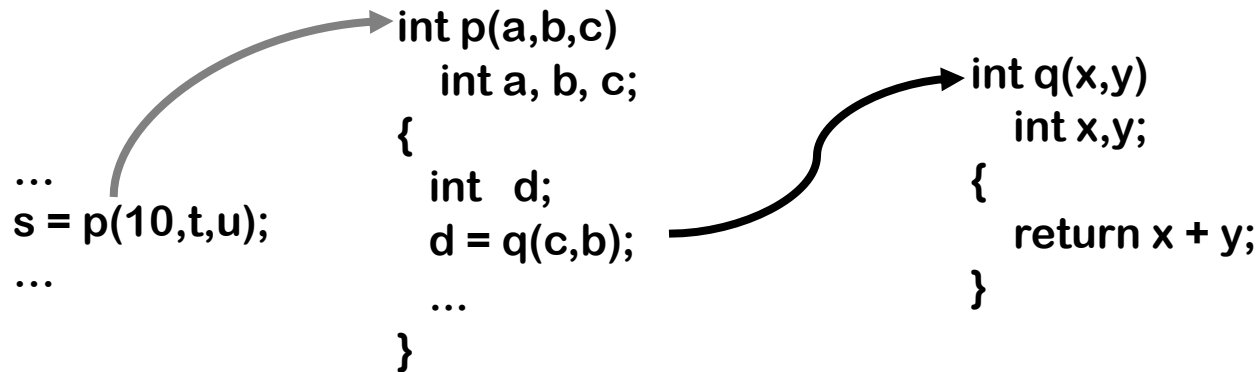 ...
s = p(10,t,u);
...
int p(a,b,c)
int a, b, c;
{
int d;
d = q(c,b);
...
}
int q(x,y)
int x,y;
{
return x + y;
}